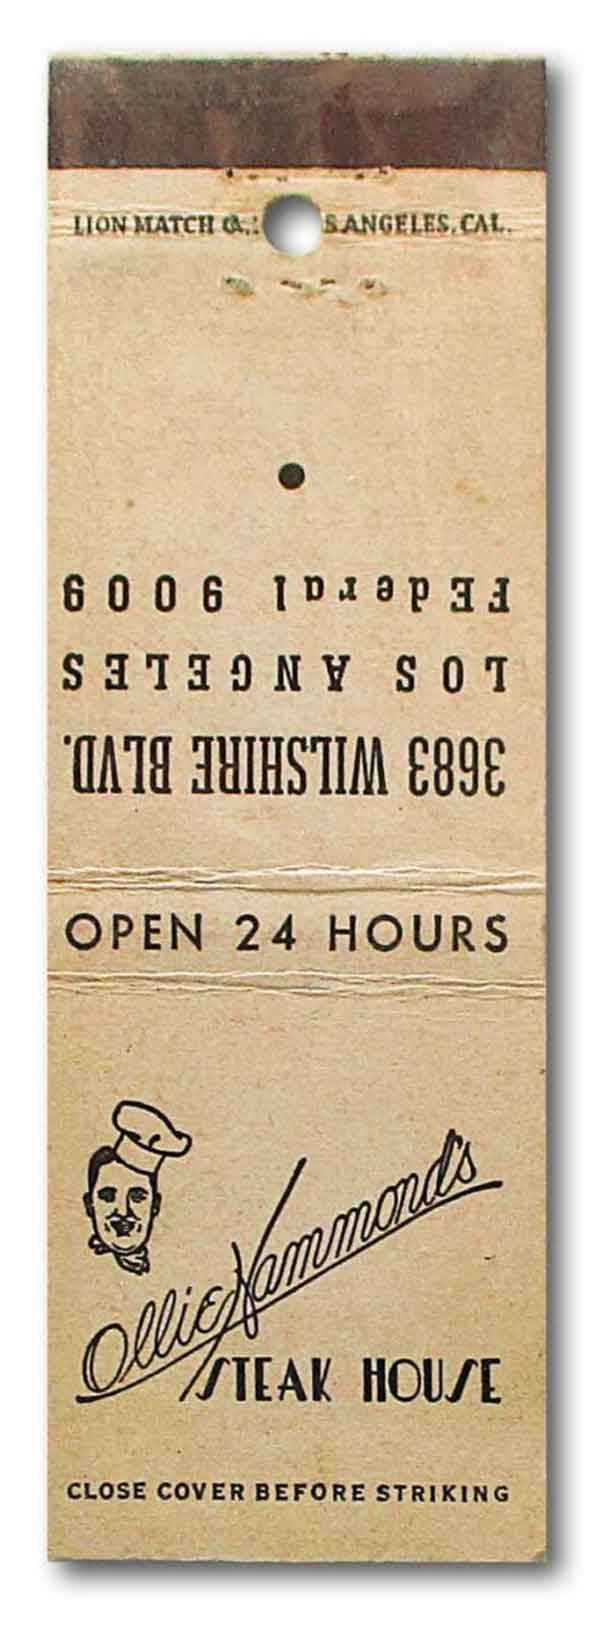 LION MATCH CO., ANGELES, CAL.
3683 WILSHIRE BLVD.
LOS ANGELES
FEderal 9009
OPEN 24 HOURS
Ollie Hammond's
STEAK HOUSE
CLOSE COVER BEFORE STRIKING